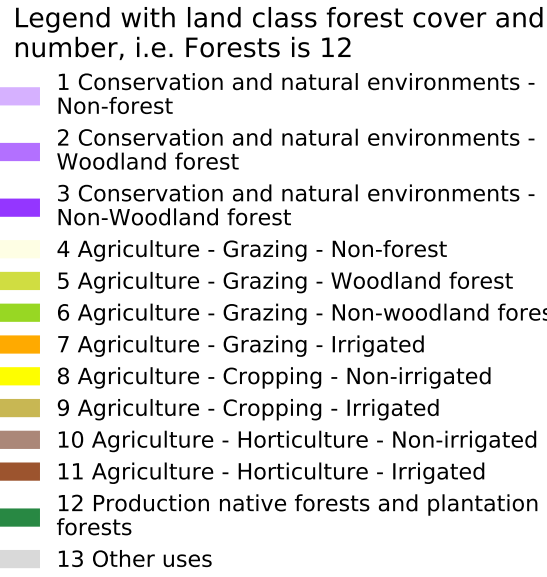 Legend with land class forest cover and
number, i.e. Forests is 12
1 Conservation and natural environments -
Non-forest
2 Conservation and natural environments -
Woodland forest
3 Conservation and natural environments -
Non-Woodland forest
4 Agriculture - Grazing - Non-forest
5 Agriculture - Grazing - Woodland forest
6 Agriculture - Grazing - Non-woodland fores
7 Agriculture - Grazing - Irrigated
8 Agriculture - Cropping - Non-irrigated
9 Agriculture - Cropping - Irrigated
10 Agriculture - Horticulture - Non-irrigated
11 Agriculture - Horticulture - Irrigated
12 Production native forests and plantation
forests
13 Other uses